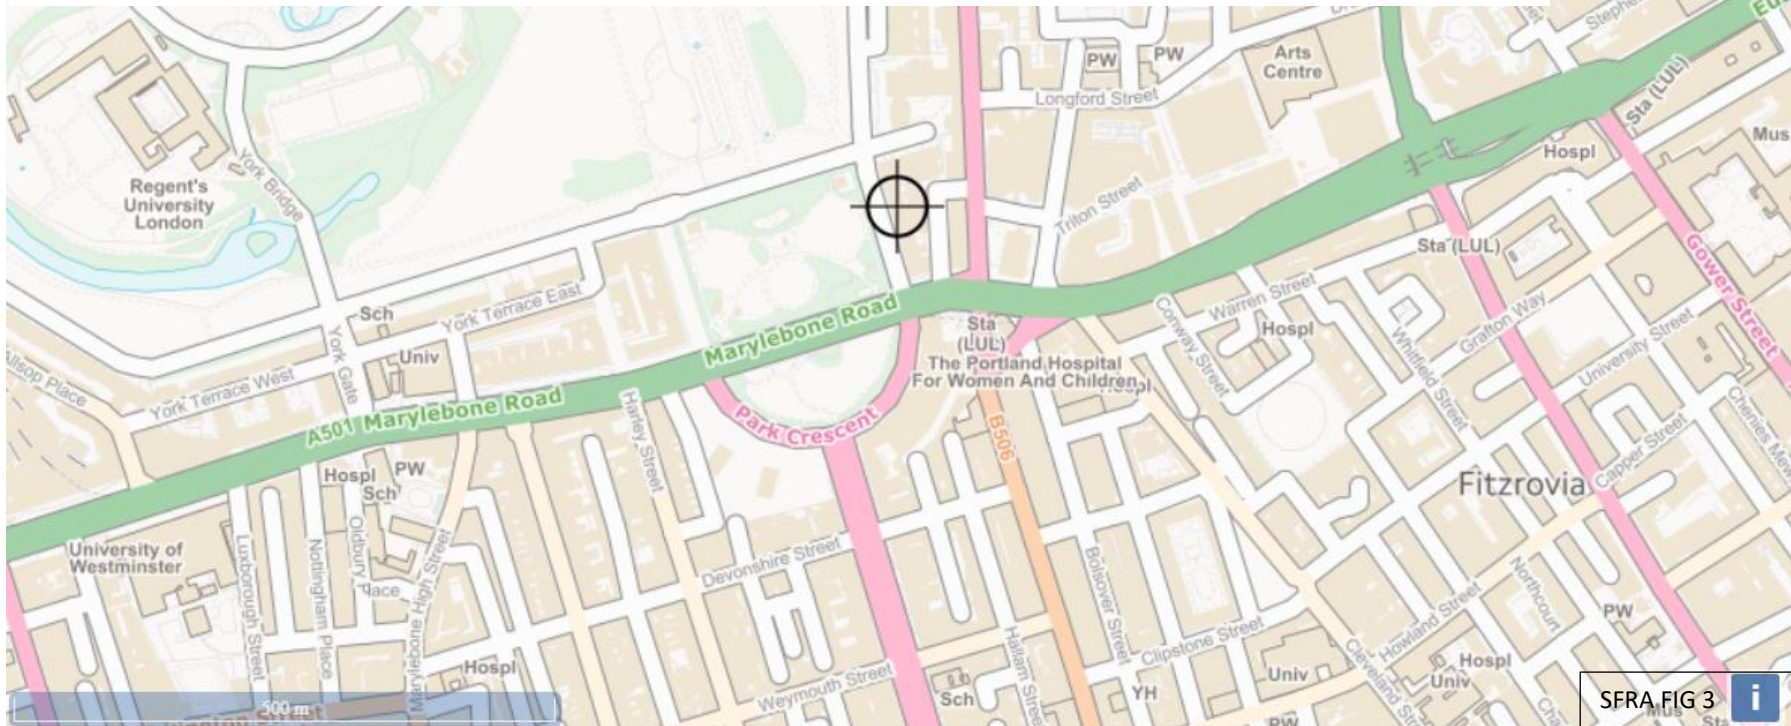 Regent's
University
London
York Bridge
PW
PW
Arts
Centre
Longford Street
Sta (LUL)
Hospl
Mus
Triton Street
Sta (LUL)
Gower Street
Sch
York Terrace East
York Gate
Univ
Marylebone Road
Sta
(LUL)
The Portland Hospital
For Women And Children
Conway Street
Warren Street
Hospl
Whitfield Street
Grafton Way
University Street
Allsop Place
York Terrace West
A501 Marylebone Road
Harley Street
Park Crescent
B506
Capper Street
Fitzrovia
Hospl
Sch
PW
University of
Westminster
Luxborough Street
Nottingham Place
Oldbury Place
Marylebone High Street
Devonshire Street
Bolsover Street
Northcourt
PW
Howland Street
Clipstone Street
Cleveland
Hallam Street
Hospl
Weymouth Street
Sch
YH
Univ
Hospl
Univ
PW
500 m
SFRA FIG 3
i
Mus